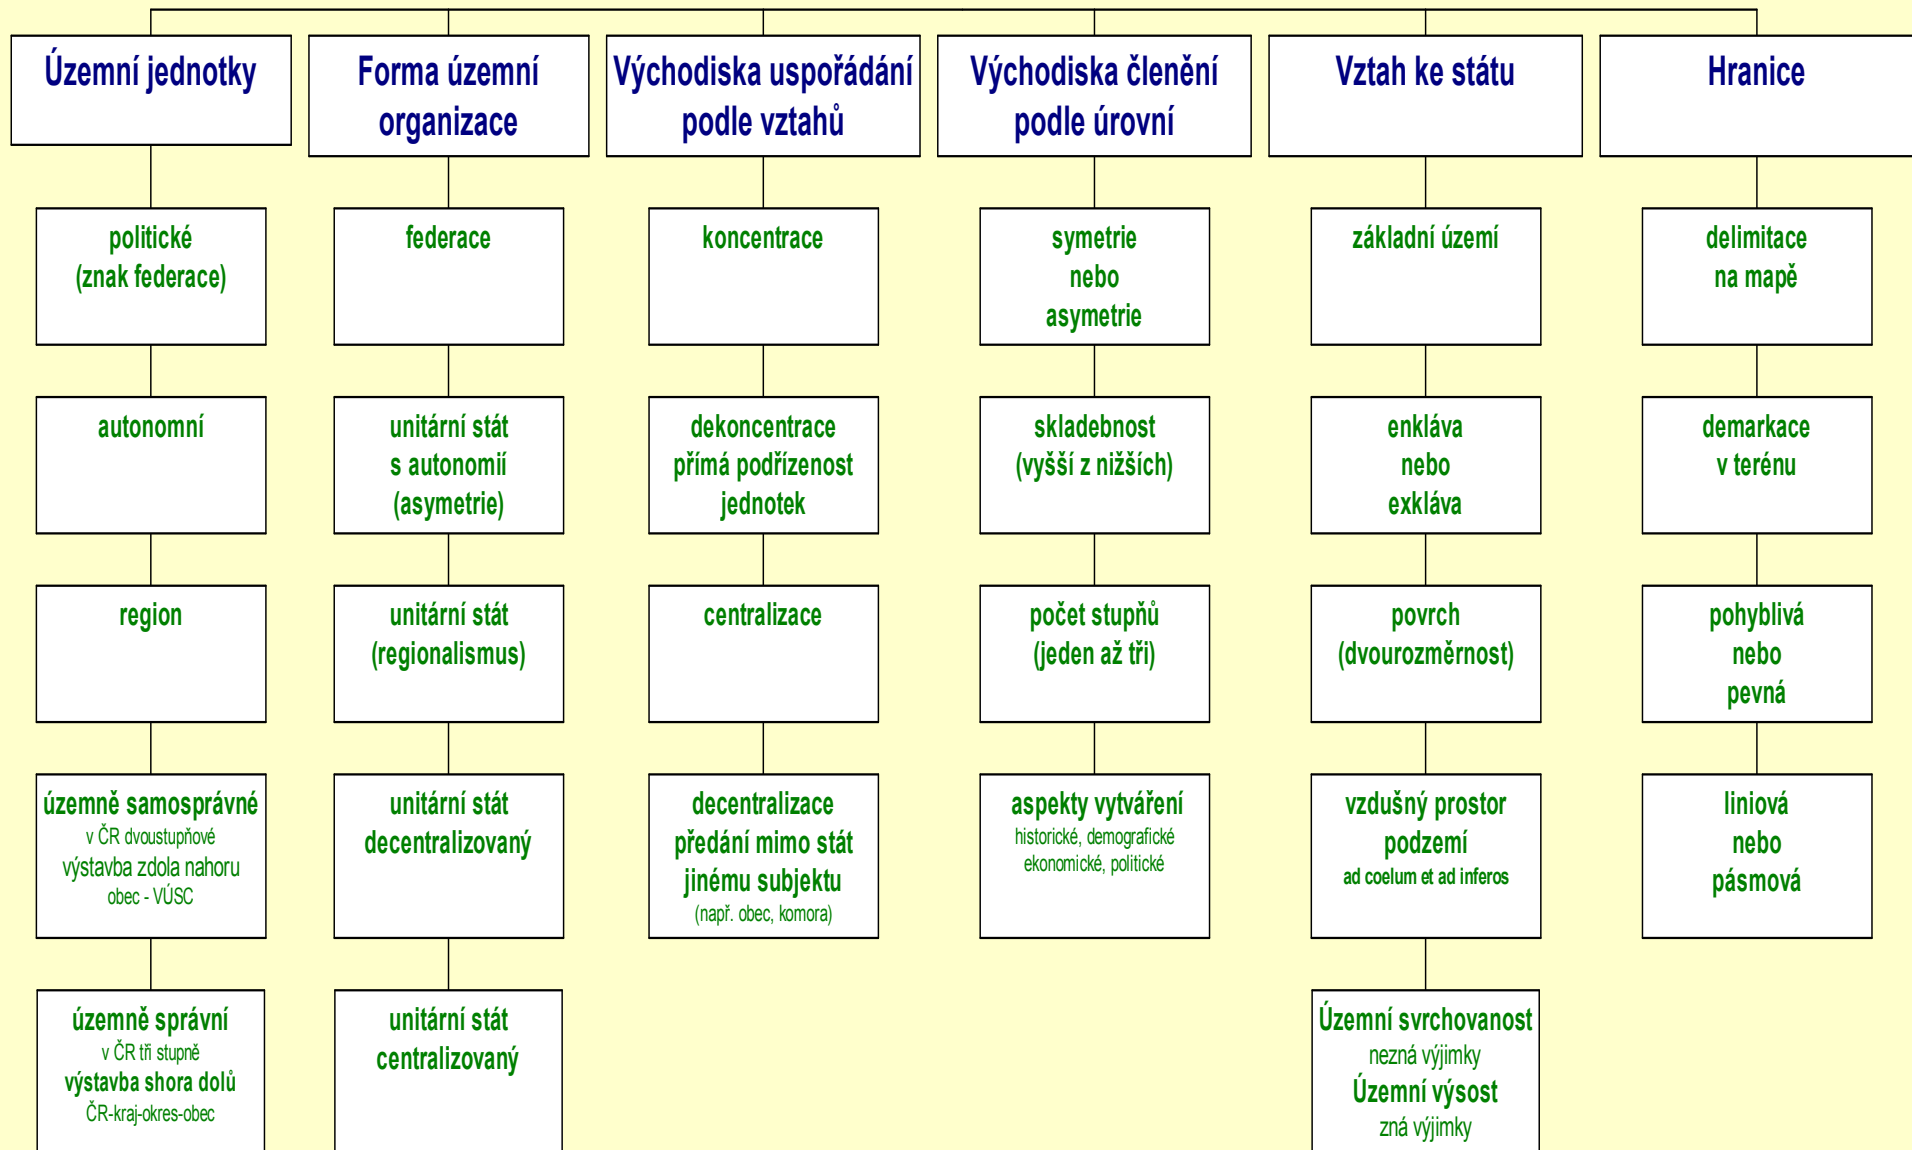 Územní jednotky
politické
(znak federace)
autonomní
region
územně samosprávné
v ČR dvoustupňové
výstavba zdola nahoru
obec - VÚSC
územně správní
v ČR tři stupně
výstavba shora dolů
ČR-kraj-okres-obec
Forma územní
organizace
federace
unitární stát
s autonomií
(asymetrie)
unitární stát
(regionalismus)
unitární stát
decentralizovaný
unitární stát
centralizovaný
Východiska uspořádání
podle vztahů
koncentrace
dekoncentrace
přímá podřízenost
jednotek
centralizace
decentralizace
předání mimo stát
jinému subjektu
(např. obec, komora)
Východiska členění
podle úrovní
symetrie
nebo
asymetrie
skladebnost
(vyšší z nižších)
počet stupňů
(jeden až tři)
aspekty vytváření
historické, demografické
ekonomické, politické
Vztah ke státu
základní území
enkláva
nebo
exkláva
povrch
(dvourozměrnost)
vzdušný prostor
podzemí
ad coelum et ad inferos
Územní svrchovanost
nezná výjimky
Územní výsost
zná výjimky
Hranice
delimitace
na mapě
demarkace
v terénu
pohyblivá
nebo
pevná
liniová
nebo
pásmová